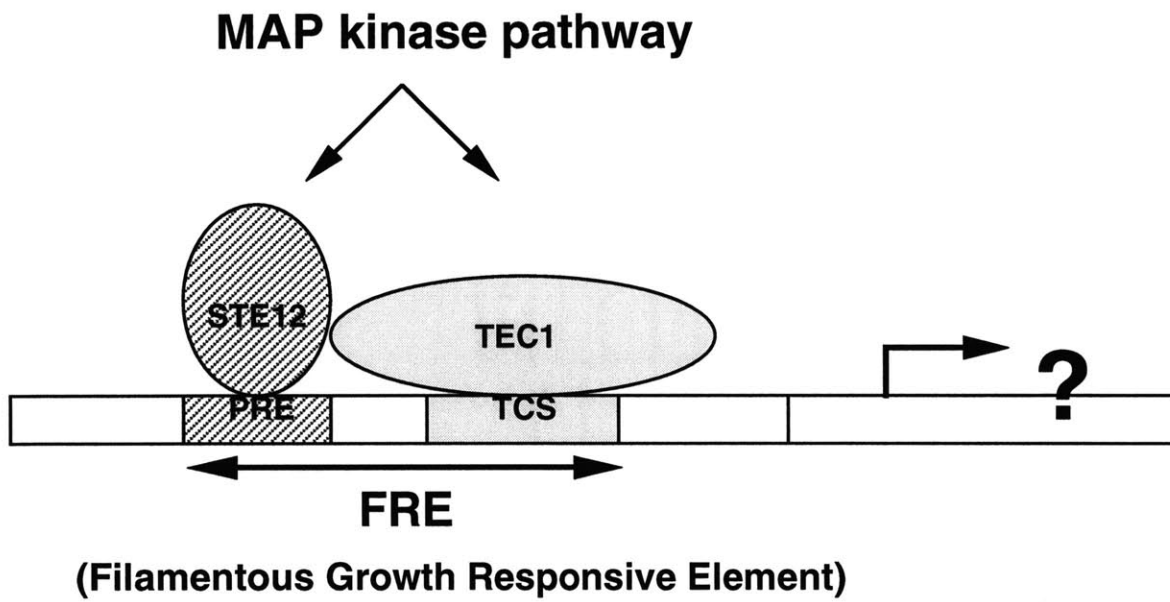 MAP kinase pathway
STE12
TEC1
PRE
TCS
?
FRE
(Filamentous Growth Responsive Element)